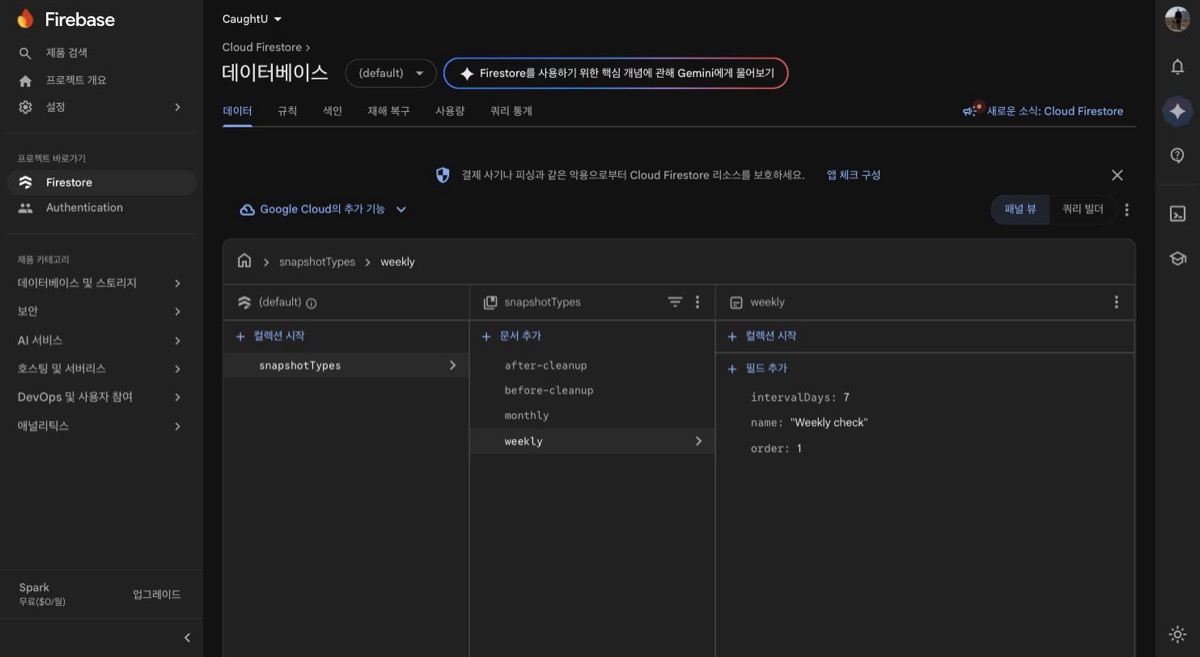 Firebase
제품 검색
프로젝트 개요
설정
프로젝트 바로가기
Firestore
Authentication
제품 카테고리
데이터베이스 및 스토리지
보안
AI 서비스
호스팅 및 서버리스
DevOps 및 사용자 참여
애널리틱스
Spark
무료($0/월)
업그레이드
CaughtU
Cloud Firestore
데이터베이스
(default)
Firestore를 사용하기 위한 핵심 개념에 관해 Gemini에게 물어보기
데이터 규칙 색인 재해 복구 사용량 쿼리 통계
새로운 소식: Cloud Firestore
결제 사기나 피싱과 같은 악용으로부터 Cloud Firestore 리소스를 보호하세요. 앱 체크 구성
Google Cloud의 추가 기능
패널 뷰 쿼리 빌더
snapshotTypes > weekly
(default)
+ 컬렉션 시작
snapshotTypes
snapshotTypes
+ 문서 추가
after-cleanup
before-cleanup
monthly
weekly
weekly
+ 컬렉션 시작
+ 필드 추가
intervalDays: 7
name: "Weekly check"
order: 1